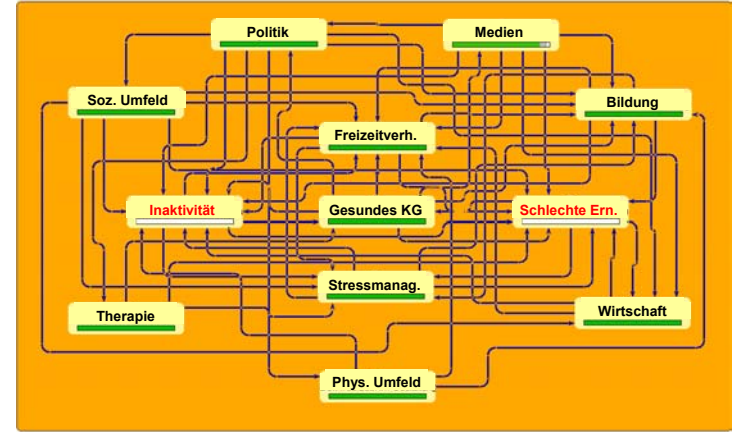 Politik
Medien
Soz. Umfeld
Bildung
Freizeitverh.
Inaktivität
Gesundes KG
Schlechte Ern.
Stressmanag.
Therapie
Wirtschaft
Phys. Umfeld